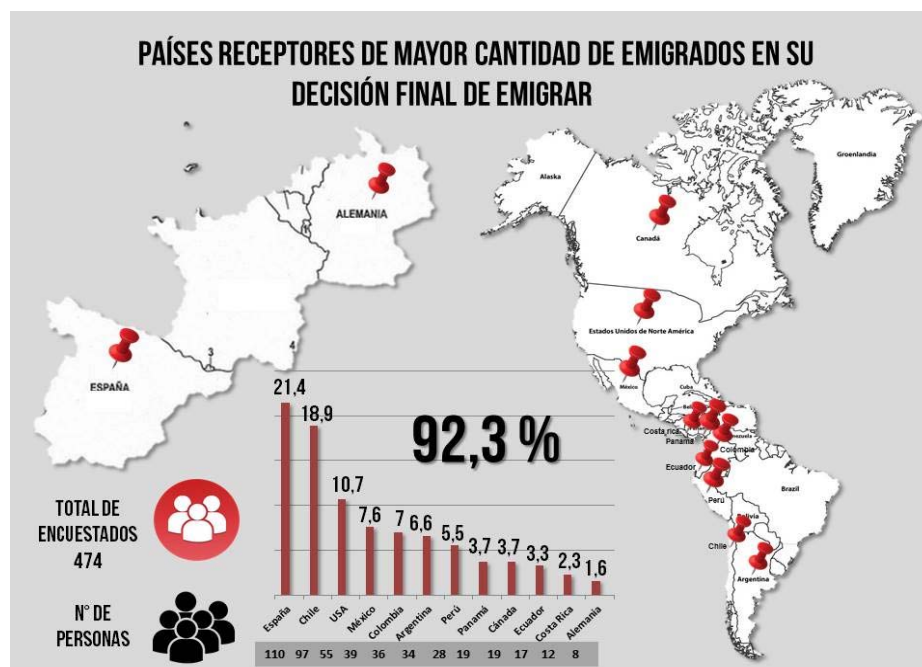 PAÍSES RECEPTORES DE MAYOR CANTIDAD DE EMIGRADOS EN SU
DECISIÓN FINAL DE EMIGRAR
ALEMANIA
ESPAÑA
3
4
Alaska
Groenlandia
Canadá
Estados Unidos de Norte América
México
Cuba
Costa rica
Panamá
Colombia
Ecuador
Perú
Brazil
Bolivia
Chile
Argentina
92,3 %
21,4
18,9
10,7
7,6
7
6,6
5,5
3,7
3,7
3,3
2,3
1,6
España
Chile
USA
México
Colombia
Argentina
Perú
Panamá
Cánada
Ecuador
Costa Rica
Alemania
TOTAL DE
ENCUESTADOS
474
N° DE
PERSONAS
110 97 55 39 36 34 28 19 19 17 12 8